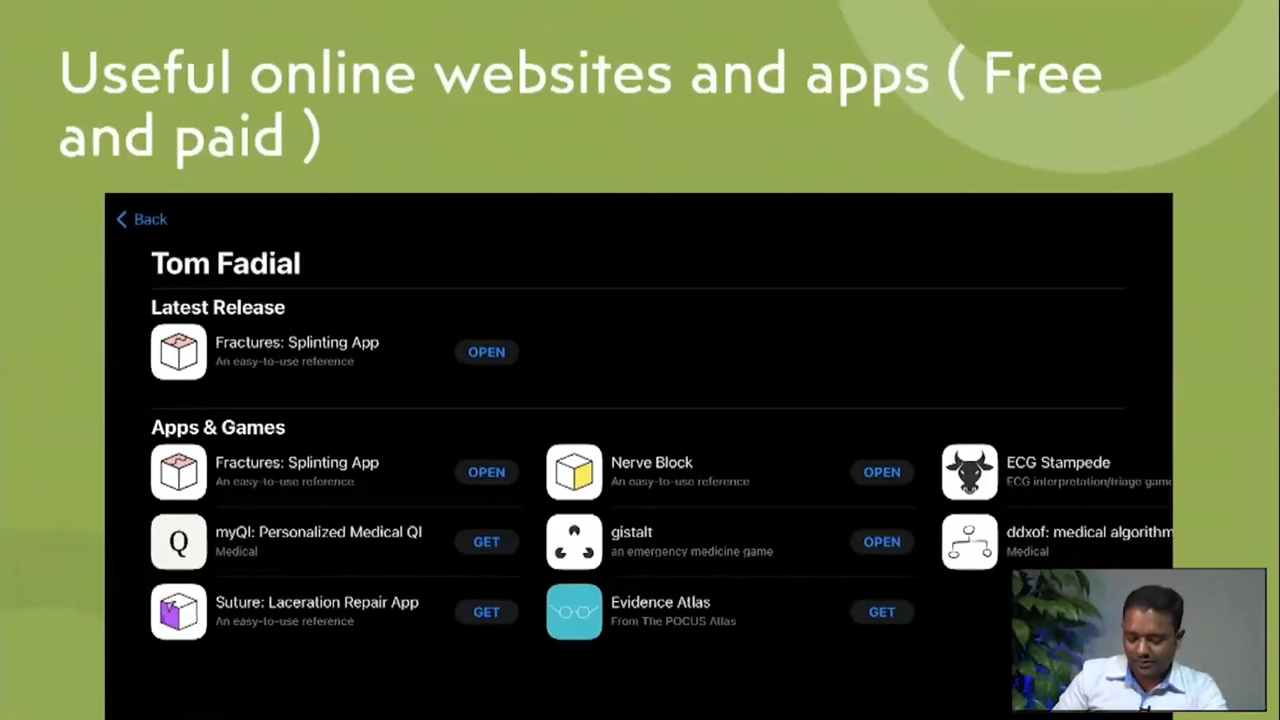 Useful online websites and apps ( Free
and paid )
Back
Tom Fadial
Latest Release
Fractures: Splinting App
An easy-to-use reference
OPEN
Apps & Games
Fractures: Splinting App
An easy-to-use reference
OPEN
Nerve Block
An easy-to-use reference
OPEN
ECG Stampede
ECG interpretation/triage game
Q
myQI: Personalized Medical QI
Medical
GET
gistalt
an emergency medicine game
OPEN
ddxof: medical algorithm
Medical
Suture: Laceration Repair App
An easy-to-use reference
GET
Evidence Atlas
From The POCUS Atlas
GET